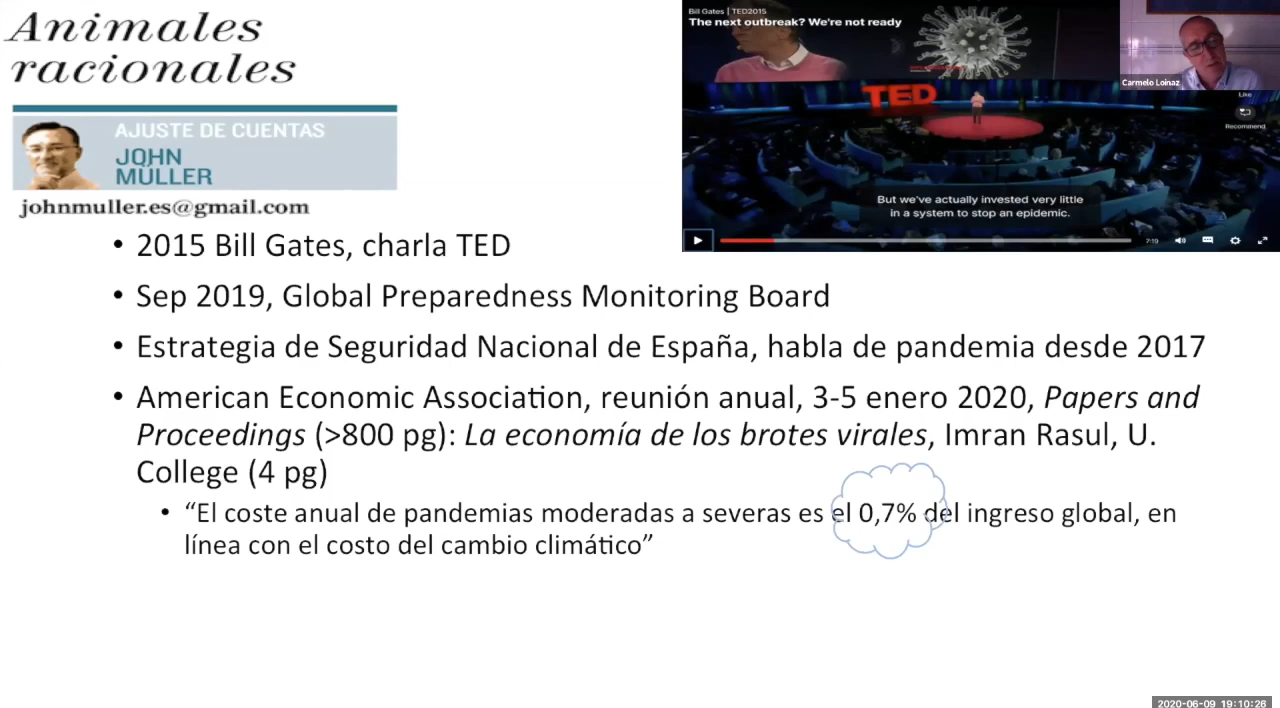 Animales
racionales
AJUSTE DE CUENTAS
JOHN
MÜLLER
johnmuller.es@gmail.com
Bill Gates | TED2015
The next outbreak? We're not ready
Carmelo Loinaz
Like
Recommend
TED
But we've actually invested very little
in a system to stop an epidemic.
7:19
• 2015 Bill Gates, charla TED
• Sep 2019, Global Preparedness Monitoring Board
• Estrategia de Seguridad Nacional de España, habla de pandemia desde 2017
• American Economic Association, reunión anual, 3-5 enero 2020, Papers and
Proceedings (>800 pg): La economía de los brotes virales, Imran Rasul, U.
College (4 pg)
• “El coste anual de pandemias moderadas a severas es el 0,7% del ingreso global, en
línea con el costo del cambio climático”
2020-06-09 19:10:26